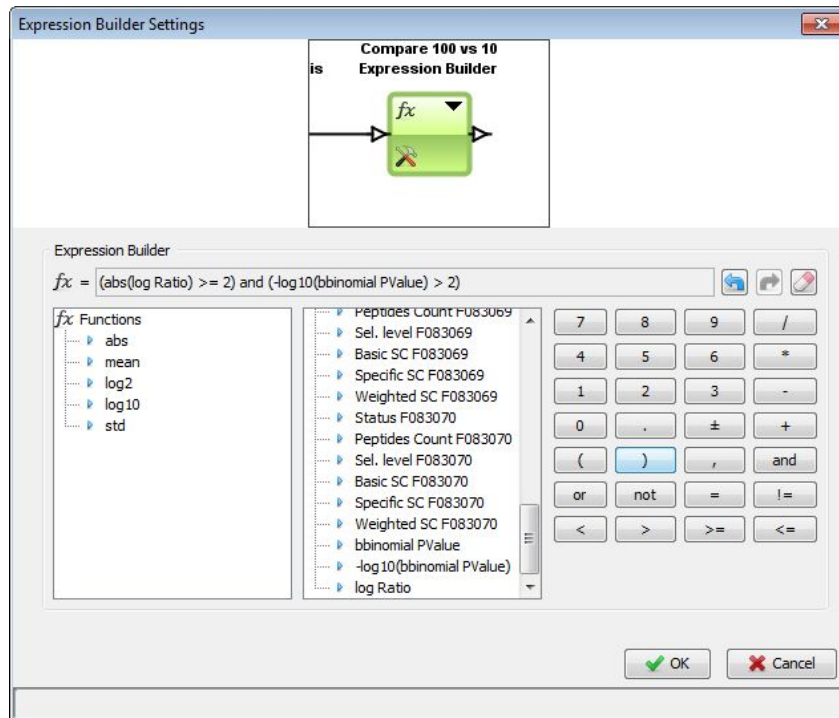 Expression Builder Settings
Compare 100 vs 10
is Expression Builder
fx
Expression Builder
fx = (abs(log Ratio) >= 2) and (-log10(bbinomial PValue) > 2)
fx Functions
abs
mean
log2
log10
std
Peptides Count F083069
Sel. level F083069
Basic SC F083069
Specific SC F083069
Weighted SC F083069
Status F083070
Peptides Count F083070
Sel. level F083070
Basic SC F083070
Specific SC F083070
Weighted SC F083070
bbinomial PValue
-log10(bbinomial PValue)
log Ratio
7 8 9 /
4 5 6 *
1 2 3 -
0 . ± +
( ) , and
or not = !=
< > >= <=
OK Cancel